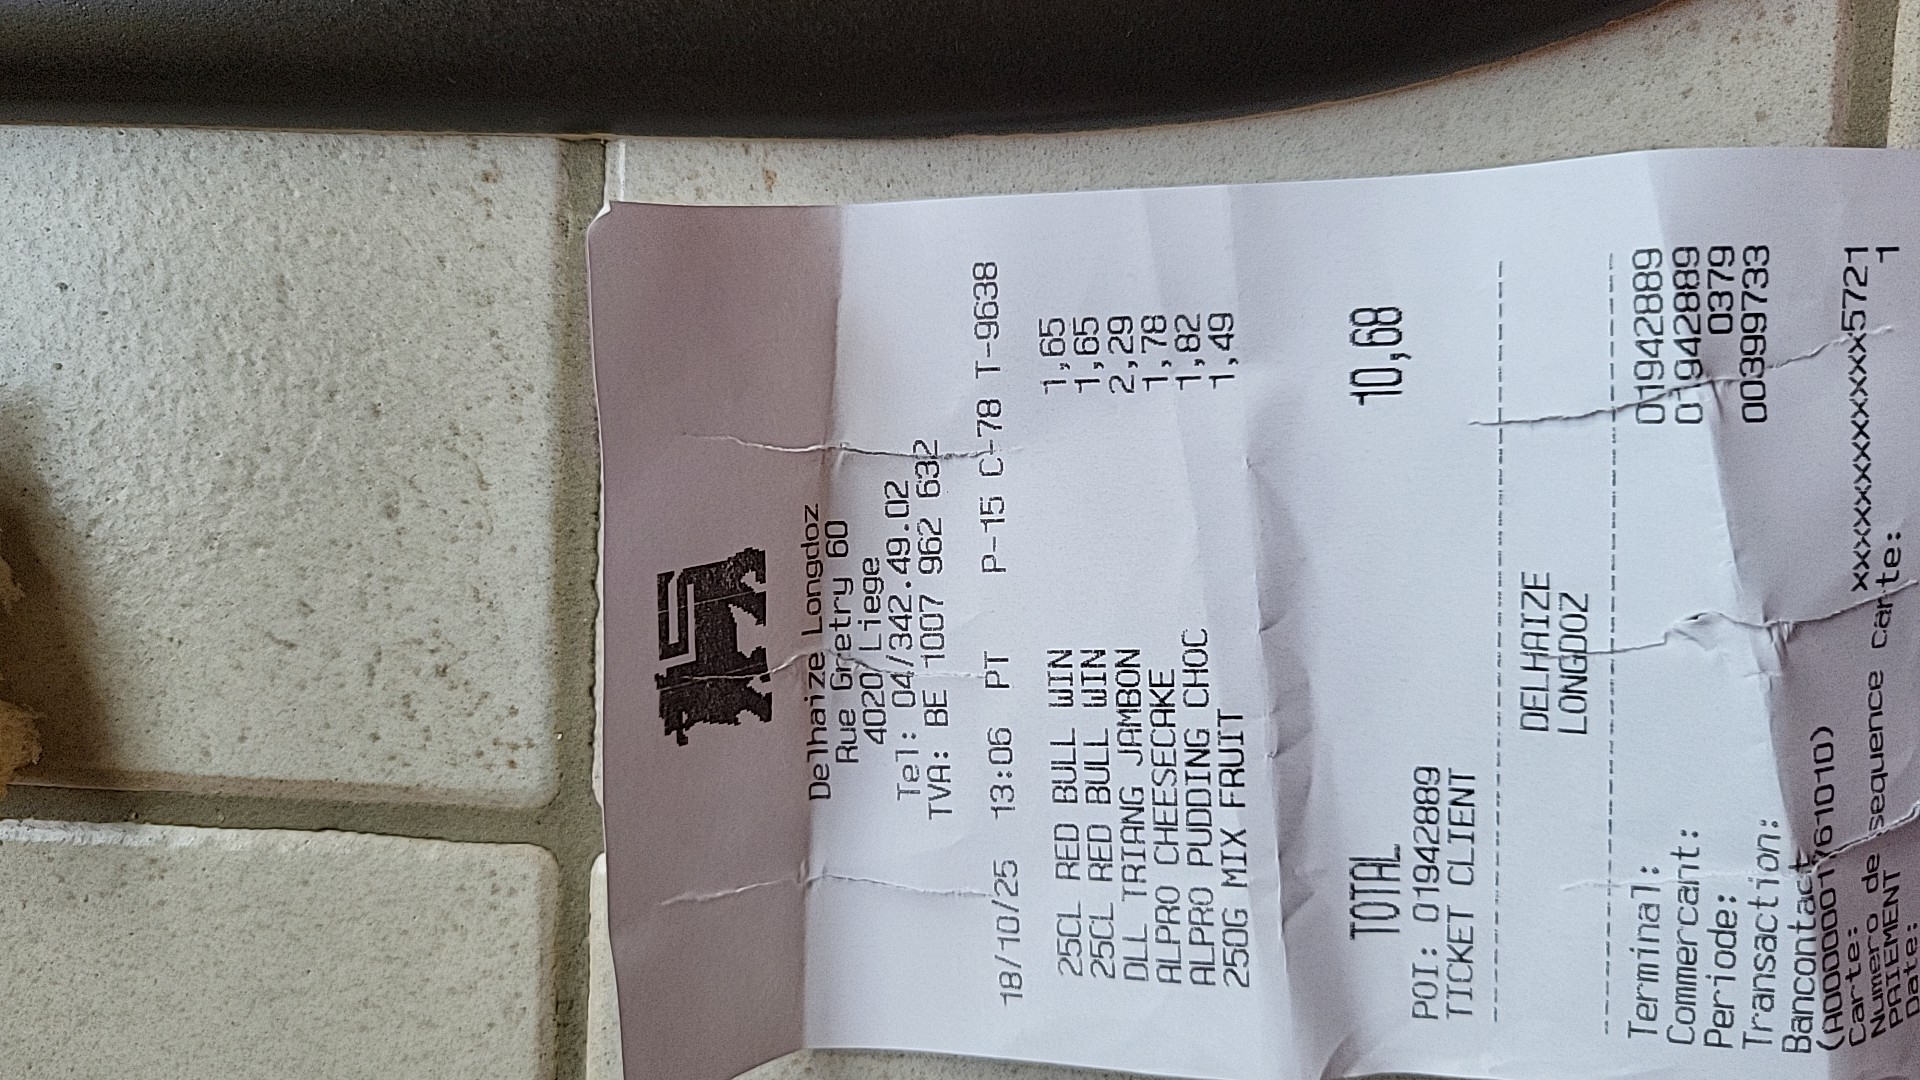 Delhaize Longdoz
Rue Gretry 60
4020 Liege
Tel: 04/342.49.02
TVA: BE 1007 962 632
18/10/25 13:06 PT P-15 C-78 T-9638
25CL RED BULL WIN 1,65
25CL RED BULL WIN 1,65
DLL TRIANG JAMBON 2,29
ALPRO CHEESECAKE 1,78
ALPRO PUDDING CHOC 1,82
250G MIX FRUIT 1,49
TOTAL 10,68
POI: 01942889
TICKET CLIENT
DELHAIZE
LONGDOZ
Terminal: 01942889
Commercant: 01942889
Periode: 0379
Transaction: 00399733
Bancontact
(A0000001761010)
Carte: xxxxxxxxxxxxx5721
Numero de sequence carte: 1
PAIEMENT
Date: